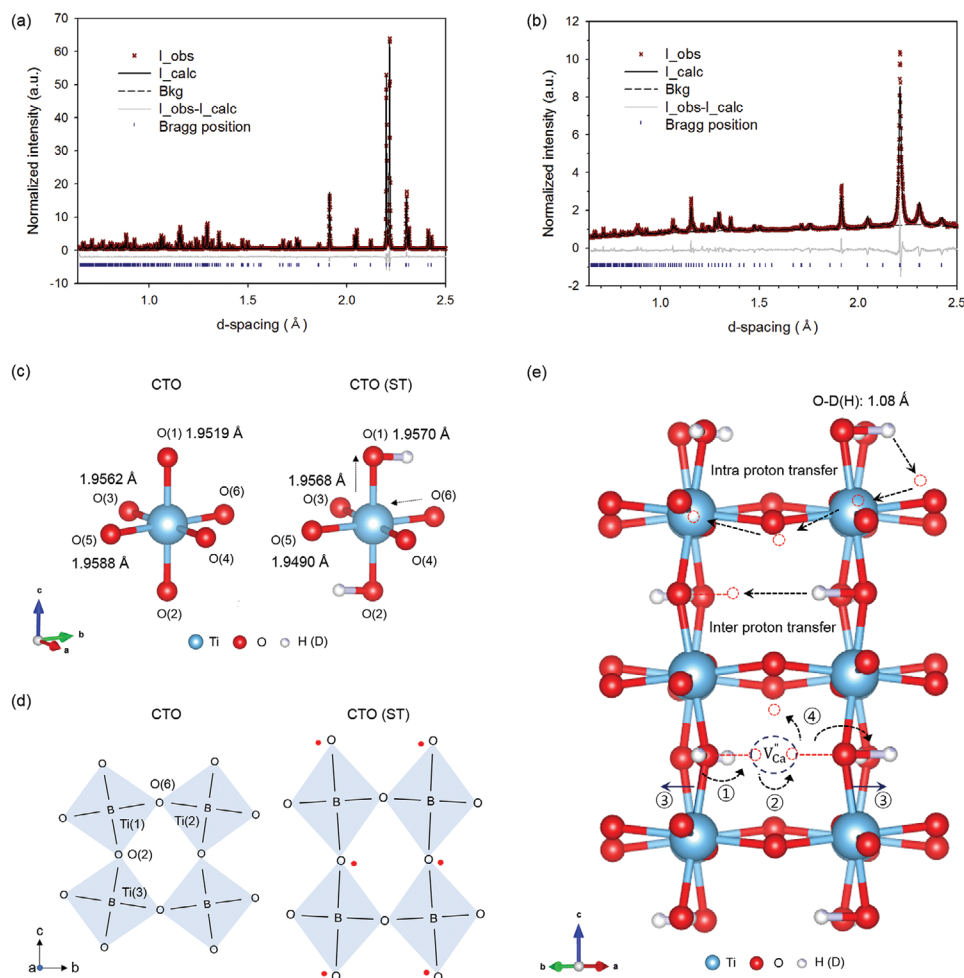 (a)
70
60
50
40
30
20
10
0
-10
Normalized intensity (a.u.)
I_obs
I_calc
Bkg
I_obs-I_calc
Bragg position
1.0
1.5
2.0
2.5
d-spacing (Å)
(b)
12
10
8
6
4
2
0
-2
Normalized intensity (a.u.)
I_obs
I_calc
Bkg
I_obs-I_calc
Bragg position
1.0
1.5
2.0
2.5
d-spacing (Å)
(c)
CTO
CTO (ST)
O(1) 1.9519 Å
1.9562 Å
O(3)
O(6)
O(5)
O(4)
1.9588 Å
O(2)
O(1) 1.9570 Å
1.9568 Å
O(3)
O(6)
O(5)
O(4)
1.9490 Å
O(2)
c
b
a
Ti
O
H (D)
(d)
CTO
CTO (ST)
O
O
O(6)
O
B
B
O
Ti(1)
Ti(2)
O
O(2)
O
Ti(3)
B
B
O
O
O
O
O
O
O
O
B
O
B
O
O
O
O
B
O
B
O
O
O
c
a
b
(e)
O-D(H): 1.08 Å
Intra proton transfer
Inter proton transfer
④
V''Ca
①
②
③
③
c
b
a
Ti
O
H (D)